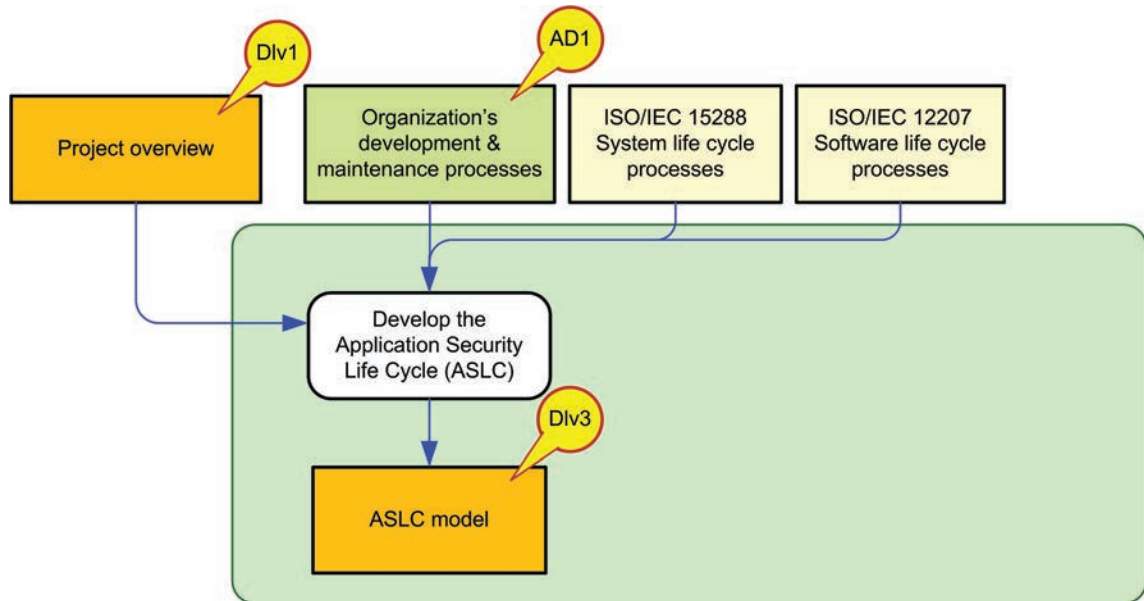 Dlv1
AD1
Project overview
Organization’s
development &
maintenance processes
ISO/IEC 15288
System life cycle
processes
ISO/IEC 12207
Software life cycle
processes
Develop the
Application Security
Life Cycle (ASLC)
Dlv3
ASLC model